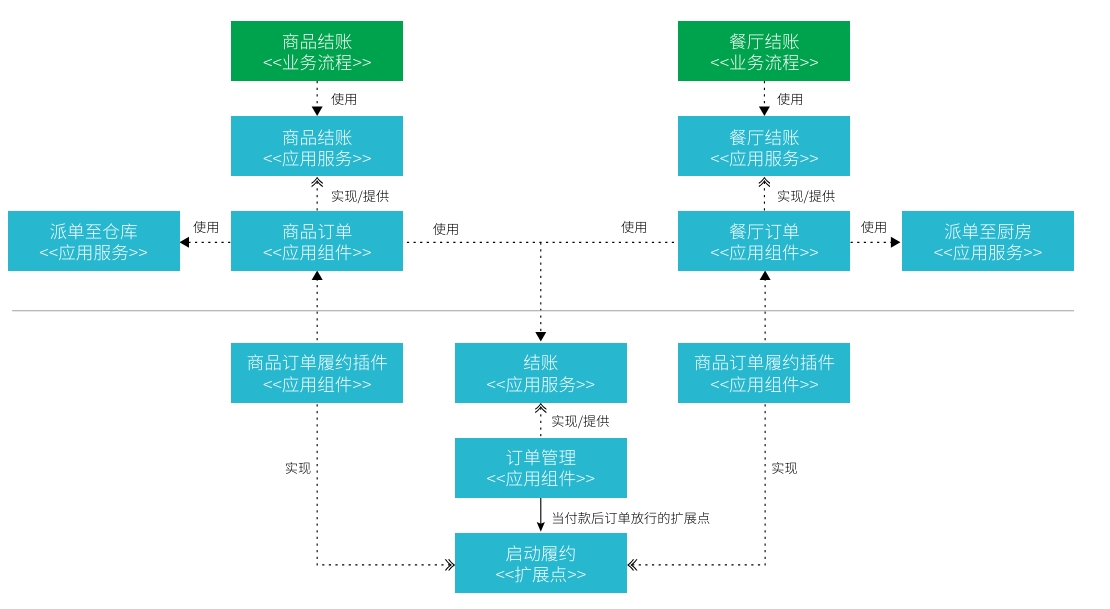 商品结账
<<业务流程>>
餐厅结账
<<业务流程>>
使用
使用
商品结账
<<应用服务>>
餐厅结账
<<应用服务>>
实现/提供
实现/提供
派单至仓库
<<应用服务>>
使用
商品订单
<<应用组件>>
使用
使用
餐厅订单
<<应用组件>>
使用
派单至厨房
<<应用服务>>
商品订单履约插件
<<应用组件>>
结账
<<应用服务>>
商品订单履约插件
<<应用组件>>
实现/提供
实现
订单管理
<<应用组件>>
实现
当付款后订单放行的扩展点
启动履约
<<扩展点>>